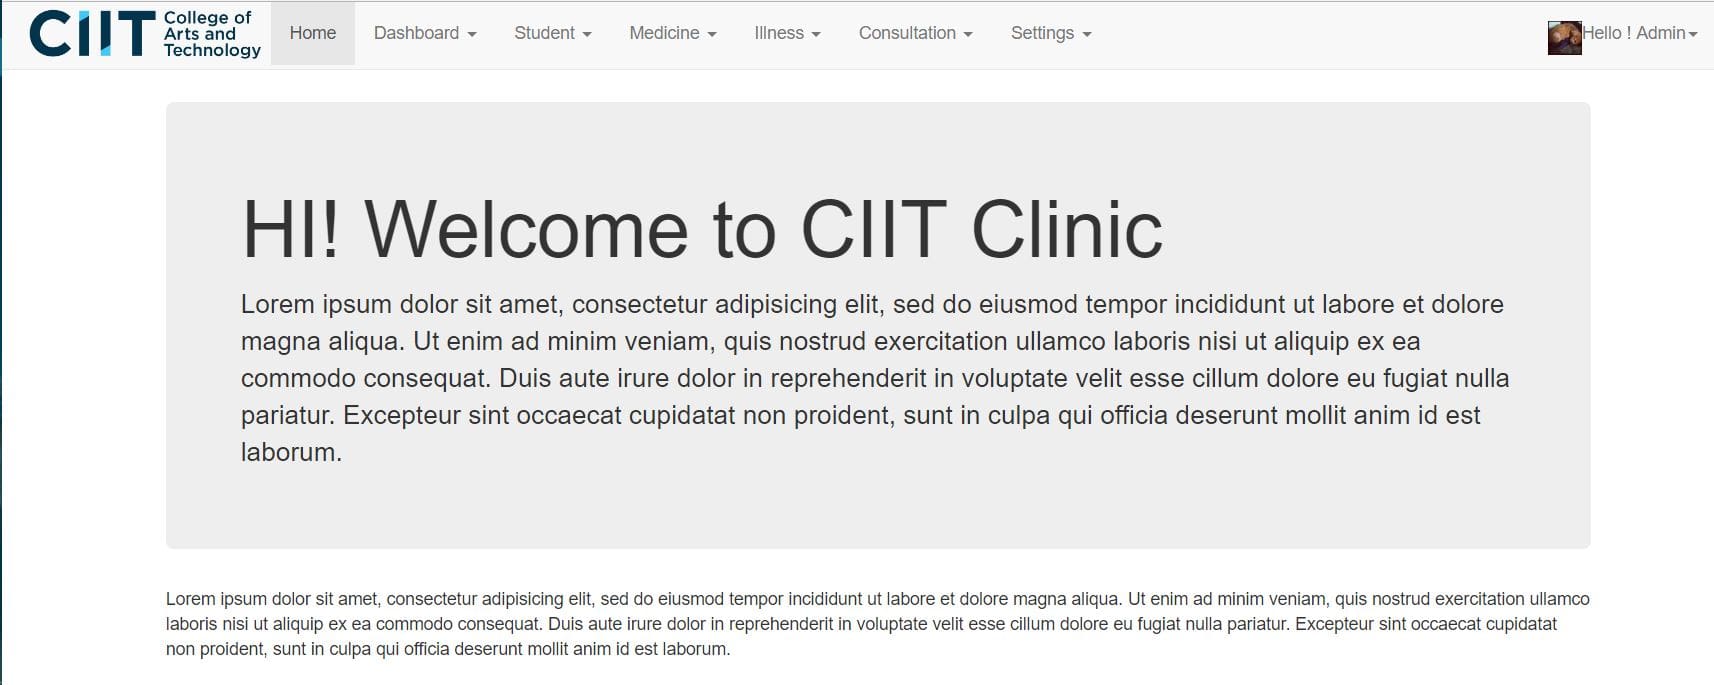 CIIT College of
Arts and
Technology
Home Dashboard Student Medicine Illness Consultation Settings Hello ! Admin
HI! Welcome to CIIT Clinic
Lorem ipsum dolor sit amet, consectetur adipisicing elit, sed do eiusmod tempor incididunt ut labore et dolore
magna aliqua. Ut enim ad minim veniam, quis nostrud exercitation ullamco laboris nisi ut aliquip ex ea
commodo consequat. Duis aute irure dolor in reprehenderit in voluptate velit esse cillum dolore eu fugiat nulla
pariatur. Excepteur sint occaecat cupidatat non proident, sunt in culpa qui officia deserunt mollit anim id est
laborum.
Lorem ipsum dolor sit amet, consectetur adipisicing elit, sed do eiusmod tempor incididunt ut labore et dolore magna aliqua. Ut enim ad minim veniam, quis nostrud exercitation ullamco
laboris nisi ut aliquip ex ea commodo consequat. Duis aute irure dolor in reprehenderit in voluptate velit esse cillum dolore eu fugiat nulla pariatur. Excepteur sint occaecat cupidatat
non proident, sunt in culpa qui officia deserunt mollit anim id est laborum.